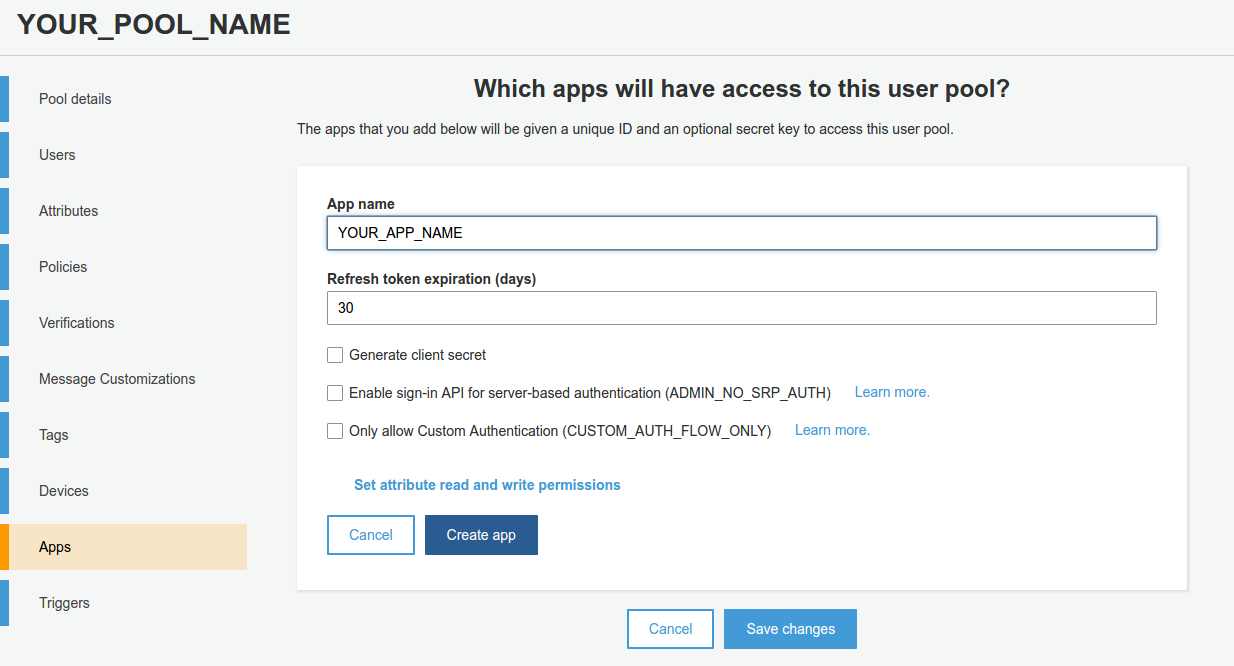 YOUR_POOL_NAME
Pool details
Users
Attributes
Policies
Verifications
Message Customizations
Tags
Devices
Apps
Triggers
Which apps will have access to this user pool?
The apps that you add below will be given a unique ID and an optional secret key to access this user pool.
App name
YOUR_APP_NAME
Refresh token expiration (days)
30
Generate client secret
Enable sign-in API for server-based authentication (ADMIN_NO_SRP_AUTH) Learn more.
Only allow Custom Authentication (CUSTOM_AUTH_FLOW_ONLY) Learn more.
Set attribute read and write permissions
Cancel Create app
Cancel Save changes